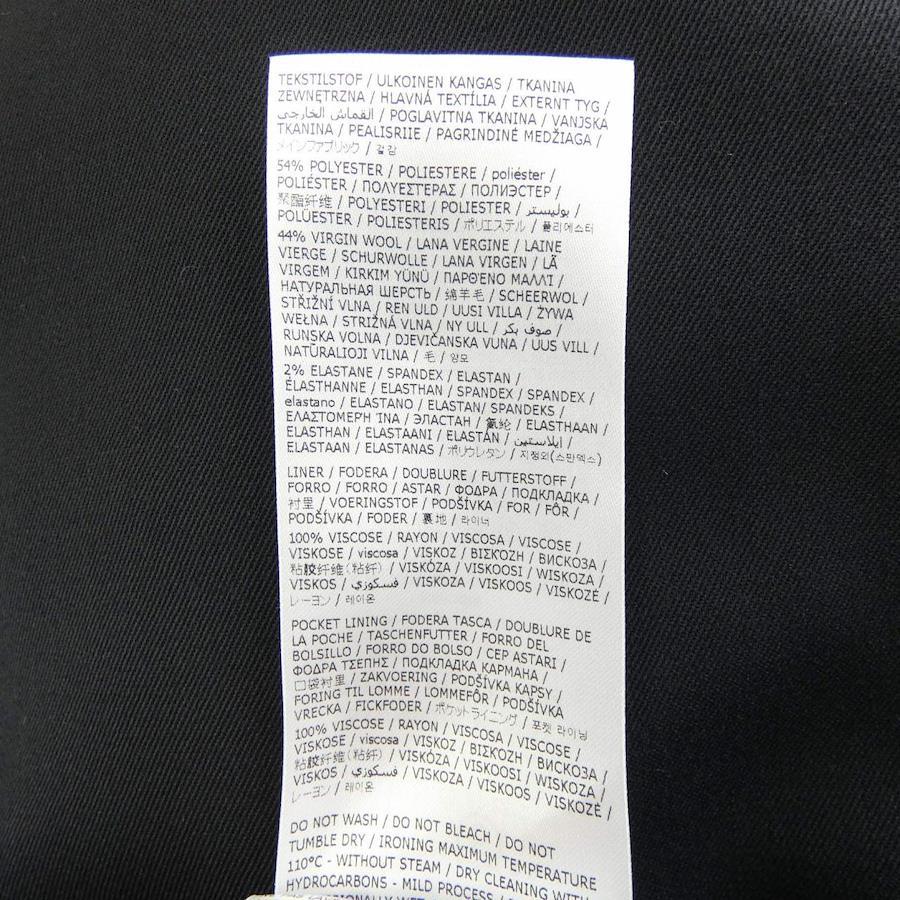 TEKSTILSTOF / ULKOINEN KANGAS / TKANINA
ZEWNĘTRZNA / HLAVNÁ TEXTÍLIA / EXTERNT TYG /
القماش الخارجي / POGLAVITNA TKANINA / VANJSKA
TKANINA / PEALISRIIE / PAGRINDINĖ MEDŽIAGA /
メインファブリック / 겉감
54% POLYESTER / POLIESTERE / poliéster /
POLIÉSTER / ΠΟΛΥΕΣΤΕΡΑΣ / ПОЛИЭСТЕР /
聚酯纤维 / POLYESTERI / POLIESTER / بوليستر /
POLÜESTER / POLIESTERIS / ポリエステル / 폴리에스터
44% VIRGIN WOOL / LANA VERGINE / LAINE
VIERGE / SCHURWOLLE / LANA VIRGEN / LÃ
VIRGEM / KIRKIM YÜNÜ / ΠΑΡΘΈΝΟ ΜΑΛΛΊ /
НАТУРАЛЬНАЯ ШЕРСТЬ / 绵羊毛 / SCHEERWOL /
STŘIŽNÍ VLNA / REN ULD / UUSI VILLA / ŻYWA
WEŁNA / STRIŽNÁ VLNA / NY ULL / صوف بكر /
RUNSKA VOLNA / DJEVIČANSKA VUNA / UUS VILL /
NATŪRALIOJI VILNA / 毛 / 양모
2% ELASTANE / SPANDEX / ELASTAN /
ÉLASTHANNE / ELASTHAN / SPANDEX / SPANDEX /
elastano / ELASTANO / ELASTAN/ SPANDEKS /
ΕΛΑΣΤΟΜΕΡΉ ΊΝΑ / ЭЛАСТАН / 氨纶 / ELASTHAAN /
ELASTHAN / ELASTAANI / ELASTÁN / ايلاستين /
ELASTAAN / ELASTANAS / ポリウレタン / 지정외(스판덱스)
LINER / FODERA / DOUBLURE / FUTTERSTOFF /
FORRO / FORRO / ASTAR / ΦΟΔΡΑ / ПОДКЛАДКА /
衬里 / VOERINGSTOF / PODŠÍVKA / FOR / FÔR /
PODŠÍVKA / FODER / 裏地 / 라이너
100% VISCOSE / RAYON / VISCOSA / VISCOSE /
VISKOSE / viscosa / VISKOZ / ΒΙΣΚΌΖΗ / ВИСКОЗА /
粘胶纤维(粘纤) / VISKÓZA / VISKOOSI / WISKOZA /
VISKOS / فسكوزي / VISKOZA / VISKOOS / VISKOZĖ /
レーヨン / 레이온
POCKET LINING / FODERA TASCA / DOUBLURE DE
LA POCHE / TASCHENFUTTER / FORRO DEL
BOLSILLO / FORRO DO BOLSO / CEP ASTARI /
ΦΟΔΡΑ ΤΣΕΠΗΣ / ПОДКЛАДКА КАРМАНА /
口袋衬里 / ZAKVOERING / PODŠÍVKA KAPSY /
FORING TIL LOMME / LOMMEFÔR / PODŠÍVKA
VRECKA / FICKFODER / ポケットライニング / 포켓 라이닝
100% VISCOSE / RAYON / VISCOSA / VISCOSE /
VISKOSE / viscosa / VISKOZ / ΒΙΣΚΌΖΗ / ВИСКОЗА /
粘胶纤维(粘纤) / VISKÓZA / VISKOOSI / WISKOZA /
VISKOS / فسكوزي / VISKOZA / VISKOOS / VISKOZĖ /
レーヨン / 레이온
DO NOT WASH / DO NOT BLEACH / DO NOT
TUMBLE DRY / IRONING MAXIMUM TEMPERATURE
110°C - WITHOUT STEAM / DRY CLEANING WITH
HYDROCARBONS - MILD PROCESS /